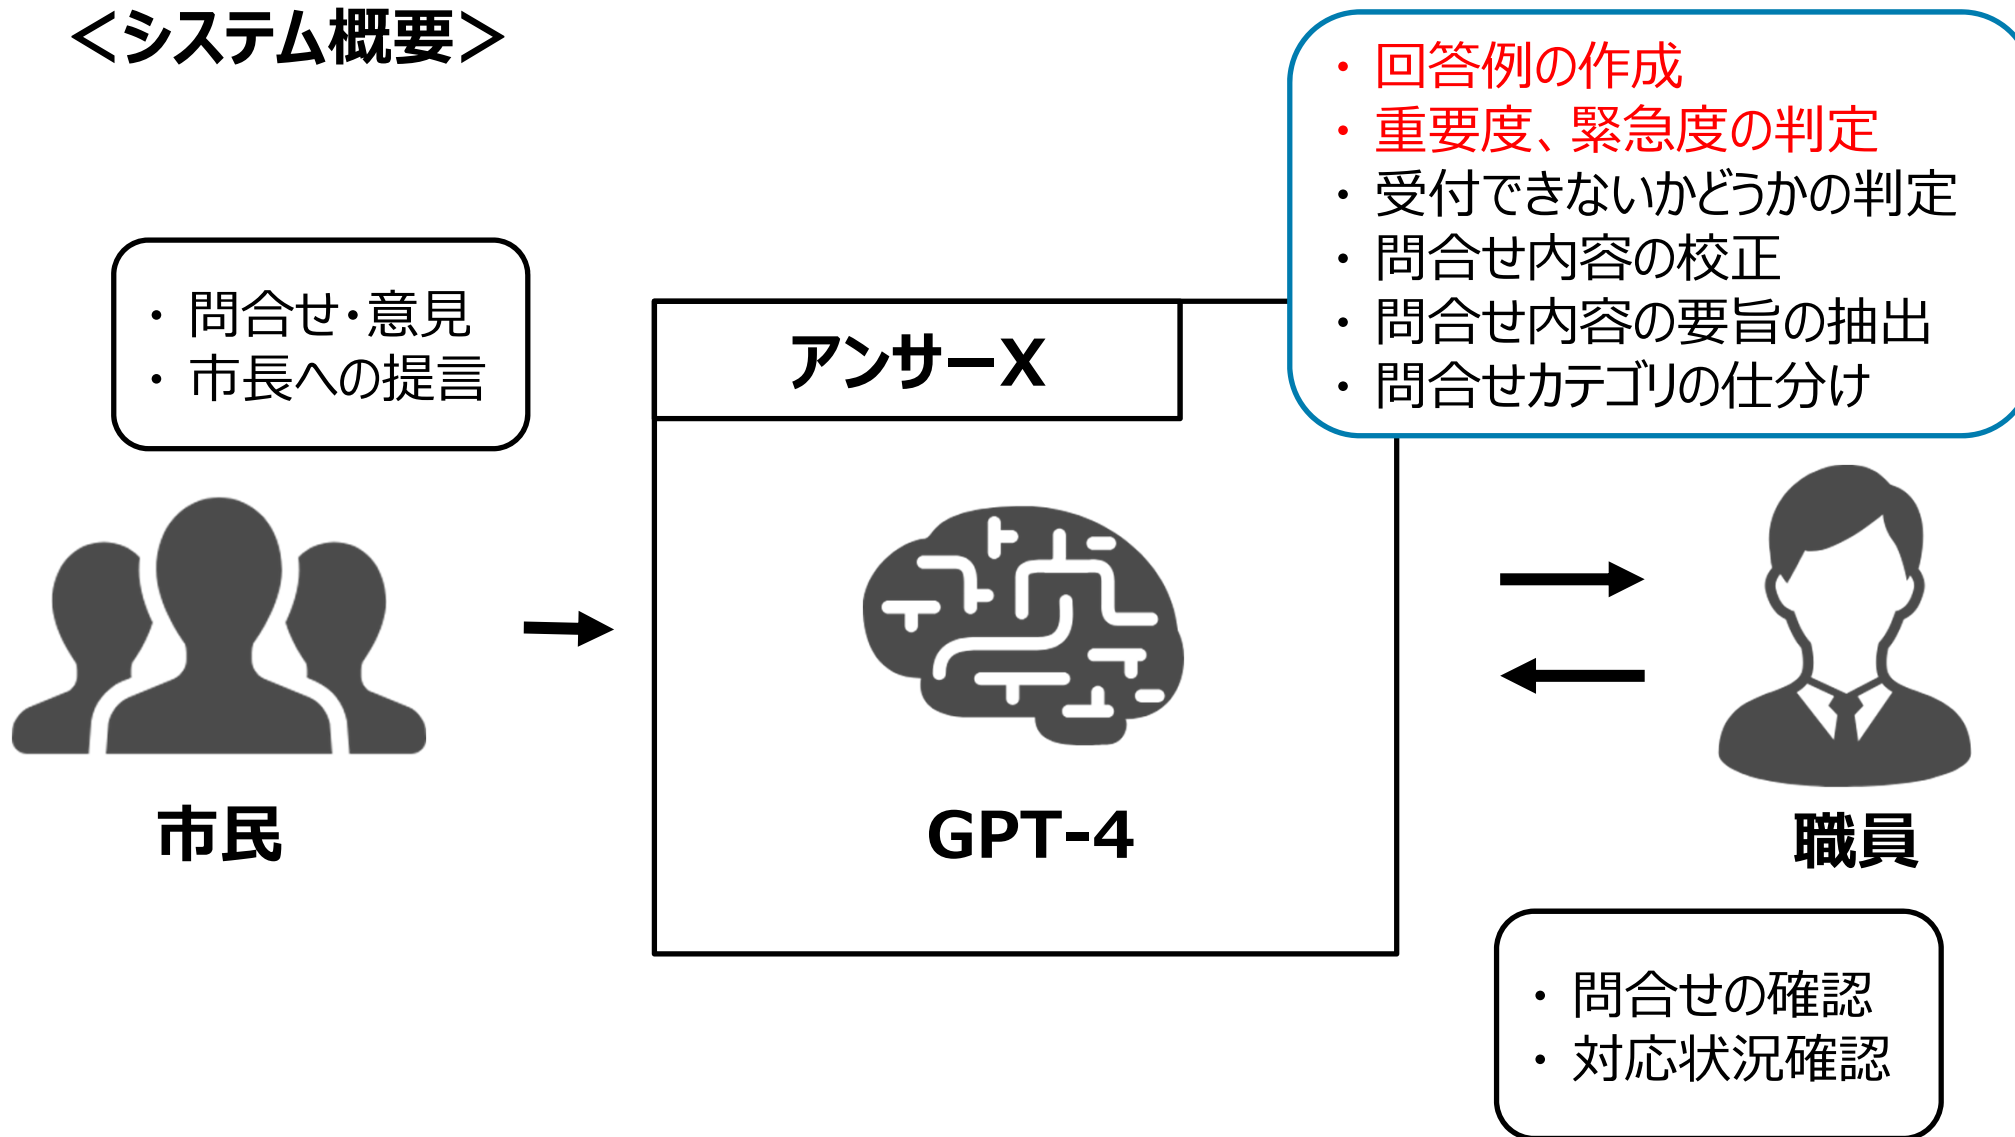 ＜システム概要＞
・問合せ・意見
・市長への提言
市民
アンサーX
GPT-4
・回答例の作成
・重要度、緊急度の判定
・受付できないかどうかの判定
・問合せ内容の校正
・問合せ内容の要旨の抽出
・問合せカテゴリの仕分け
職員
・問合せの確認
・対応状況確認